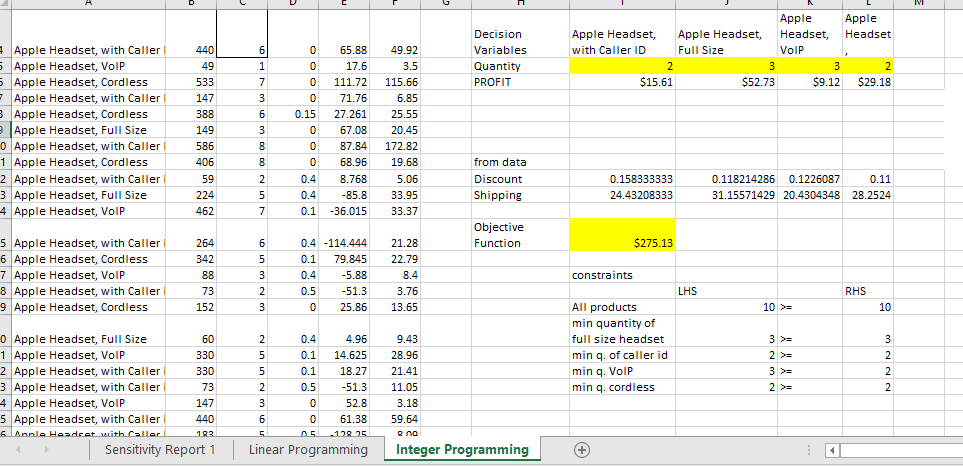 A B C D E F G H I J K L M
Decision Variables Apple Headset, with Caller ID Apple Headset, Full Size Apple Headset, VoIP Apple Headset ,
4 Apple Headset, with Caller 440 6 0 65.88 49.92
5 Apple Headset, VoIP 49 1 0 17.6 3.5 Quantity 2 3 3 2
6 Apple Headset, Cordless 533 7 0 111.72 115.66 PROFIT $15.61 $52.73 $9.12 $29.18
7 Apple Headset, with Caller 147 3 0 71.76 6.85
8 Apple Headset, Cordless 388 6 0.15 27.261 25.55
9 Apple Headset, Full Size 149 3 0 67.08 20.45
0 Apple Headset, with Caller 586 8 0 87.84 172.82
1 Apple Headset, Cordless 406 8 0 68.96 19.68 from data
2 Apple Headset, with Caller 59 2 0.4 8.768 5.06 Discount 0.158333333 0.118214286 0.1226087 0.11
3 Apple Headset, Full Size 224 5 0.4 -85.8 33.95 Shipping 24.43208333 31.15571429 20.4304348 28.2524
4 Apple Headset, VoIP 462 7 0.1 -36.015 33.37
5 Apple Headset, with Caller 264 6 0.4 -114.444 21.28 Objective Function $275.13
6 Apple Headset, Cordless 342 5 0.1 79.845 22.79
7 Apple Headset, VoIP 88 3 0.4 -5.88 8.4 constraints
8 Apple Headset, with Caller 73 2 0.5 -51.3 3.76 LHS RHS
9 Apple Headset, Cordless 152 3 0 25.86 13.65 All products 10 >= 10
0 Apple Headset, Full Size 60 2 0.4 4.96 9.43 min quantity of full size headset 3 >= 3
1 Apple Headset, VoIP 330 5 0.1 14.625 28.96 min q. of caller id 2 >= 2
2 Apple Headset, with Caller 330 5 0.1 18.27 21.41 min q. VoIP 3 >= 2
3 Apple Headset, with Caller 73 2 0.5 -51.3 11.05 min q. cordless 2 >= 2
4 Apple Headset, VoIP 147 3 0 52.8 3.18
5 Apple Headset, with Caller 440 6 0 61.38 59.64
6 Apple Headset, with Caller 183 5 0.5 -128.25 8.09
Sensitivity Report 1 Linear Programming Integer Programming